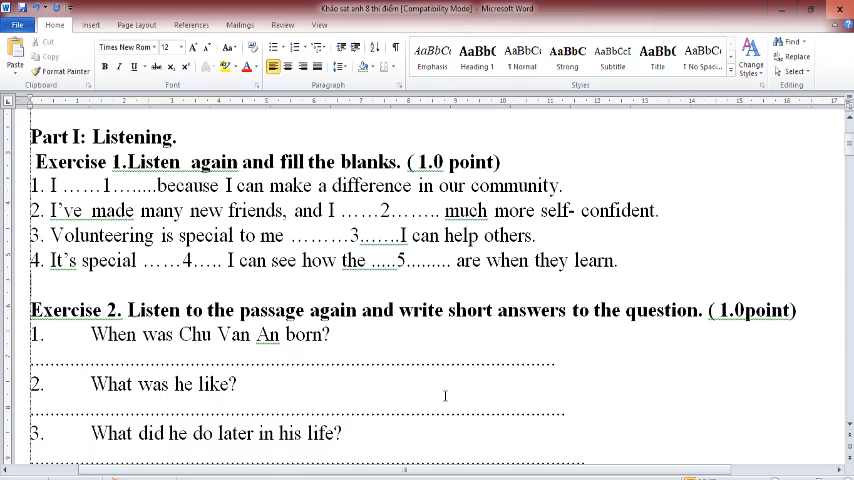 Khảo sat anh 8 thí điểm [Compatibility Mode] - Microsoft Word
File Home Insert Page Layout References Mailings Review View
Paste
Cut
Copy
Format Painter
Clipboard
Times New Rom 12
Font
Paragraph
AaBbCc AaBbC AaBbCc AaBbC AaBbCcI AaBbC AaBbCc
Emphasis Heading 1 ¶ Normal Strong Subtitle Title ¶ No Spaci...
Styles
Change Styles
Find
Replace
Select
Editing
Part I: Listening.
Exercise 1.Listen again and fill the blanks. ( 1.0 point)
1. I ……1…....because I can make a difference in our community.
2. I’ve made many new friends, and I ……2…….. much more self- confident.
3. Volunteering is special to me ………3..…..I can help others.
4. It’s special ……4….. I can see how the .....5......... are when they learn.
Exercise 2. Listen to the passage again and write short answers to the question. ( 1.0point)
1. When was Chu Van An born?
2. What was he like?
3. What did he do later in his life?